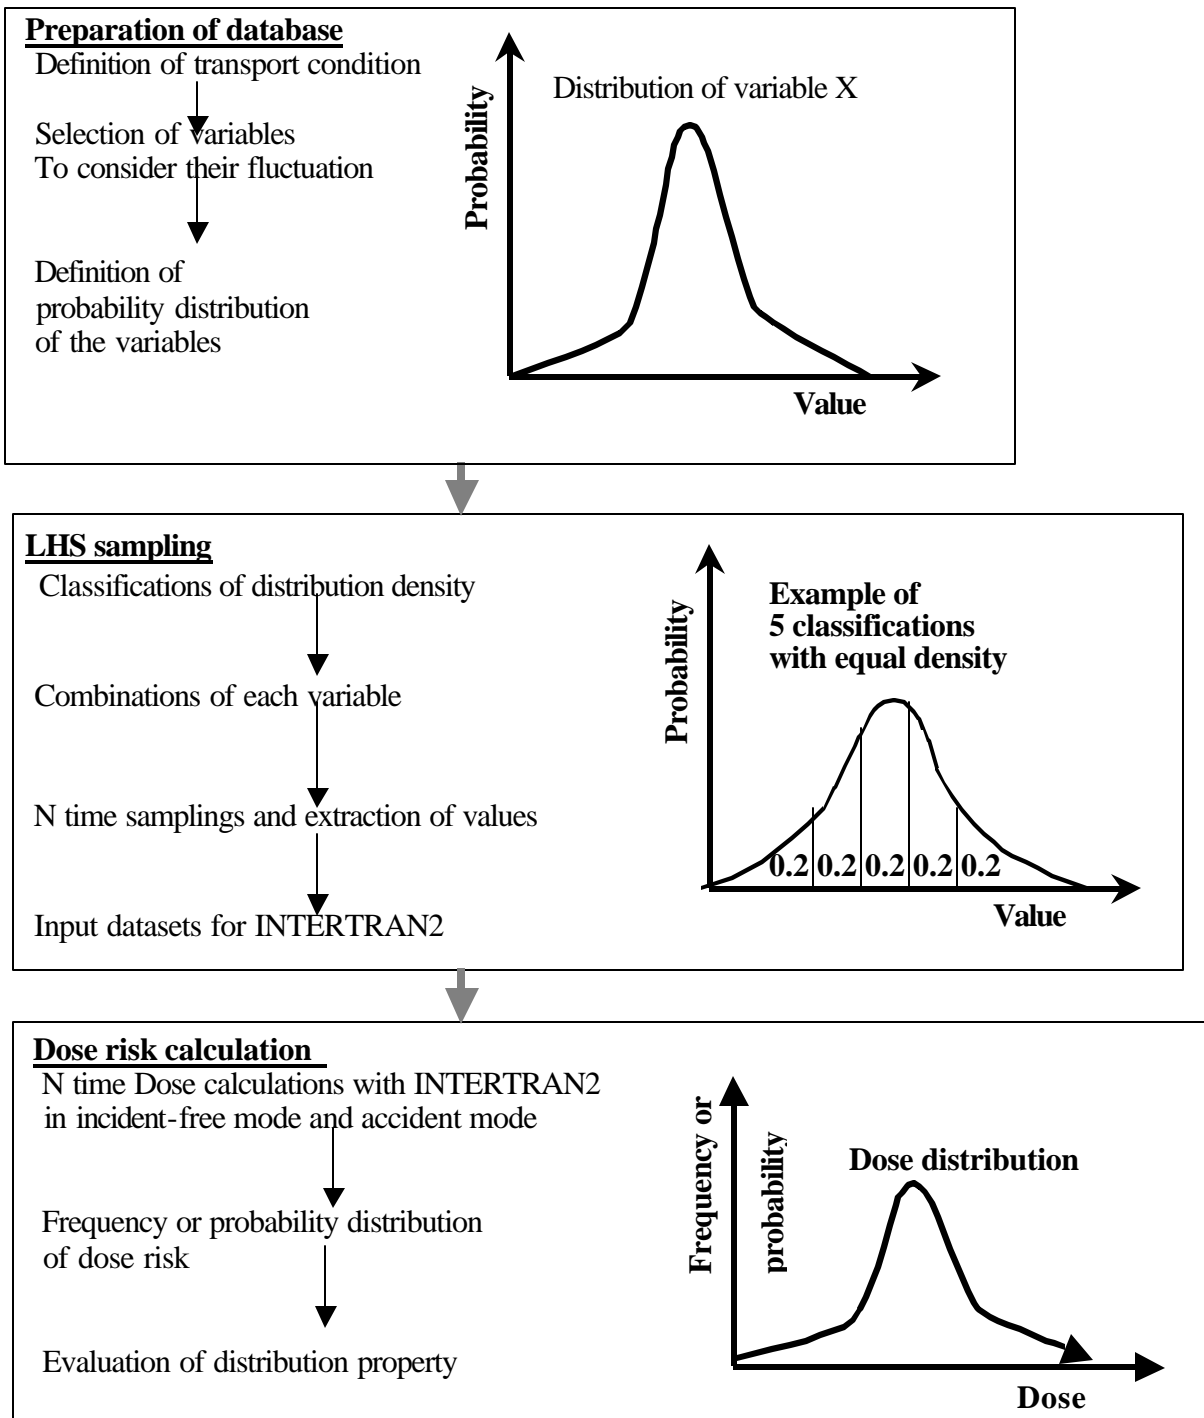 Preparation of database
Definition of transport condition
Selection of variables
To consider their fluctuation
Definition of
probability distribution
of the variables
Probability
Distribution of variable X
Value
LHS sampling
Classifications of distribution density
Combinations of each variable
N time samplings and extraction of values
Input datasets for INTERTRAN2
Probability
Example of
5 classifications
with equal density
0.2 0.2 0.2 0.2 0.2
Value
Dose risk calculation
N time Dose calculations with INTERTRAN2
in incident-free mode and accident mode
Frequency or probability distribution
of dose risk
Evaluation of distribution property
Frequency or
probability
Dose distribution
Dose